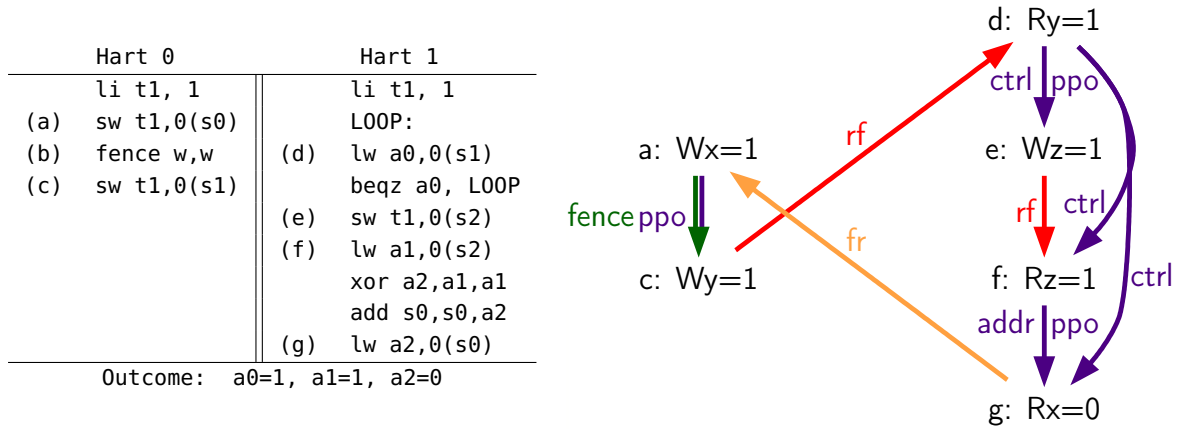 Hart 0 Hart 1
li t1, 1 li t1, 1
(a) sw t1,0(s0) LOOP:
(b) fence w,w (d) lw a0,0(s1)
(c) sw t1,0(s1) beqz a0, LOOP
(e) sw t1,0(s2)
(f) lw a1,0(s2)
xor a2,a1,a1
add s0,s0,a2
(g) lw a2,0(s0)
Outcome: a0=1, a1=1, a2=0
d: Ry=1
ctrl ppo
rf
a: Wx=1 e: Wz=1
fence ppo
rf ctrl
fr
c: Wy=1 f: Rz=1 ctrl
addr ppo
g: Rx=0